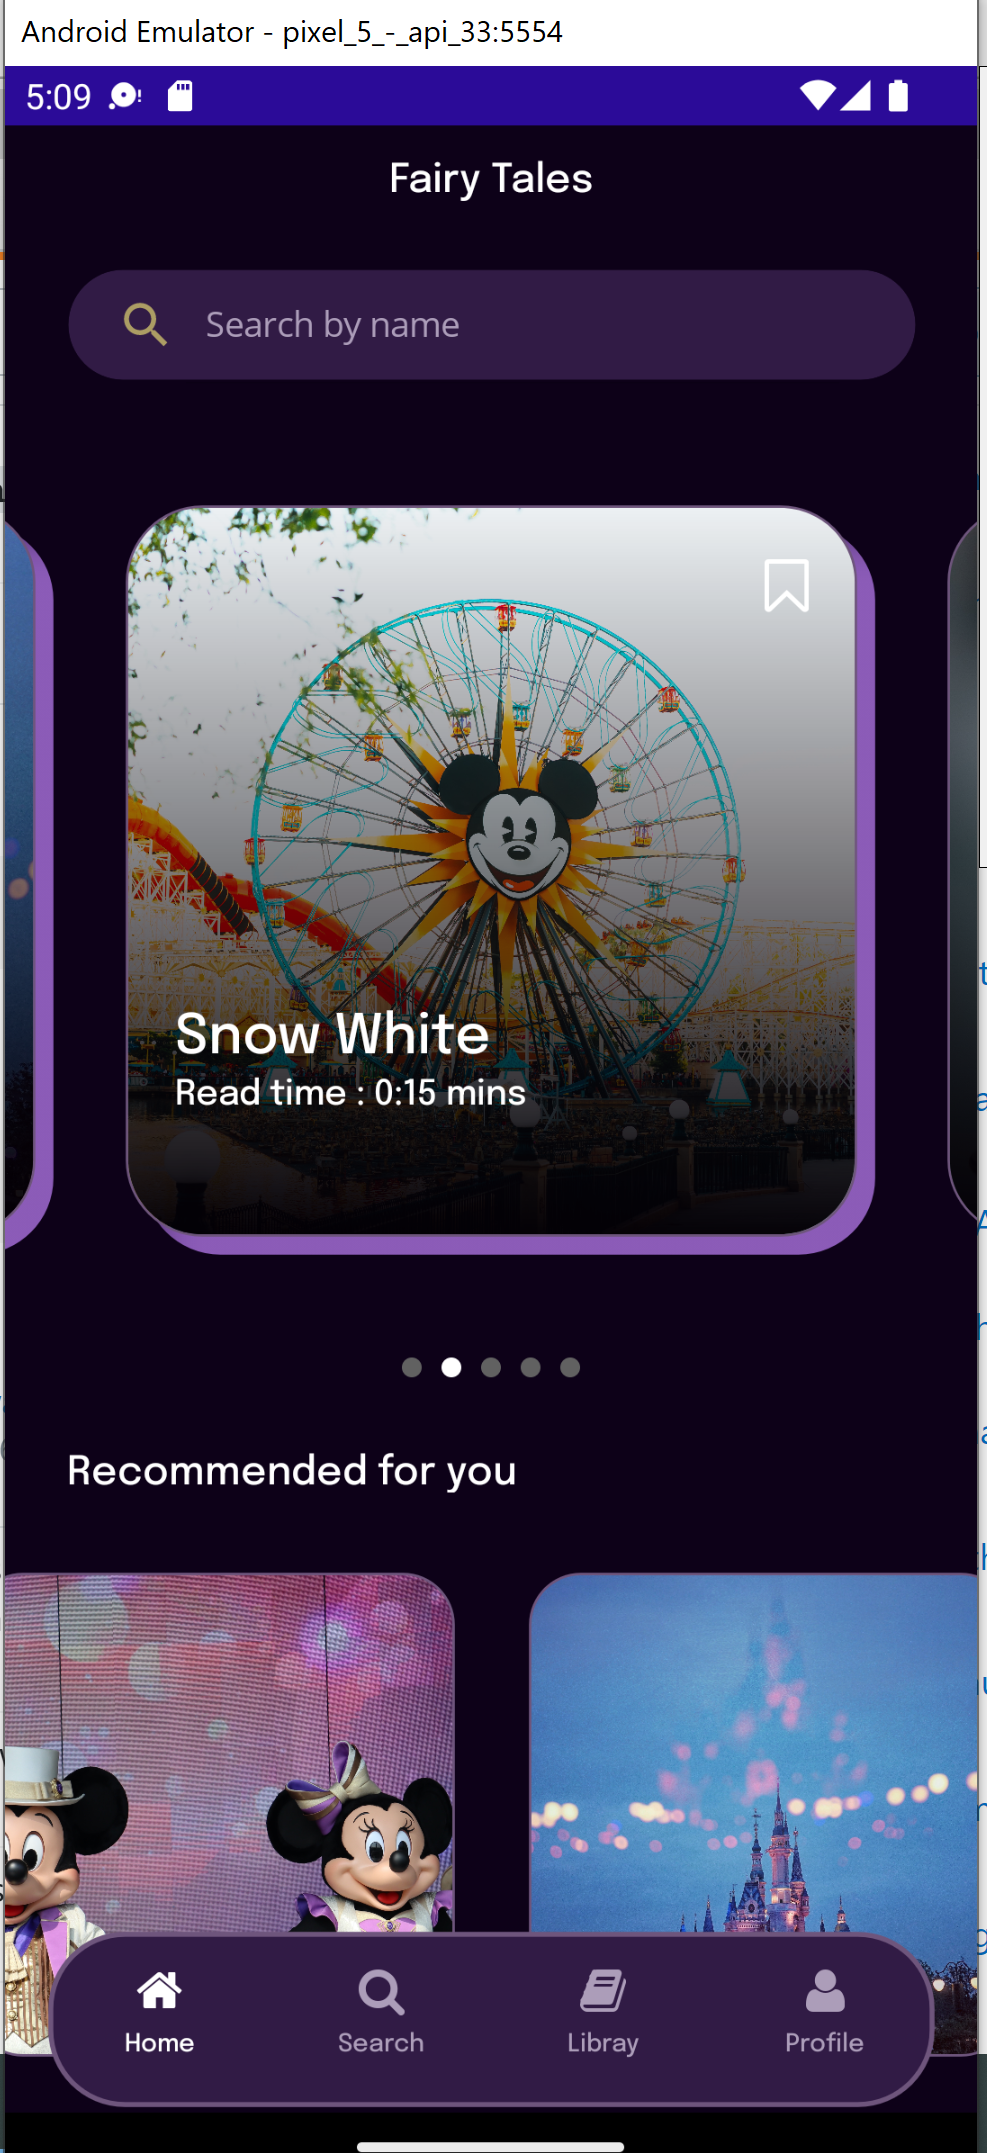 Android Emulator - pixel_5_-_api_33:5554
5:09
Fairy Tales
Search by name
Snow White
Read time : 0:15 mins
Recommended for you
Home
Search
Libray
Profile